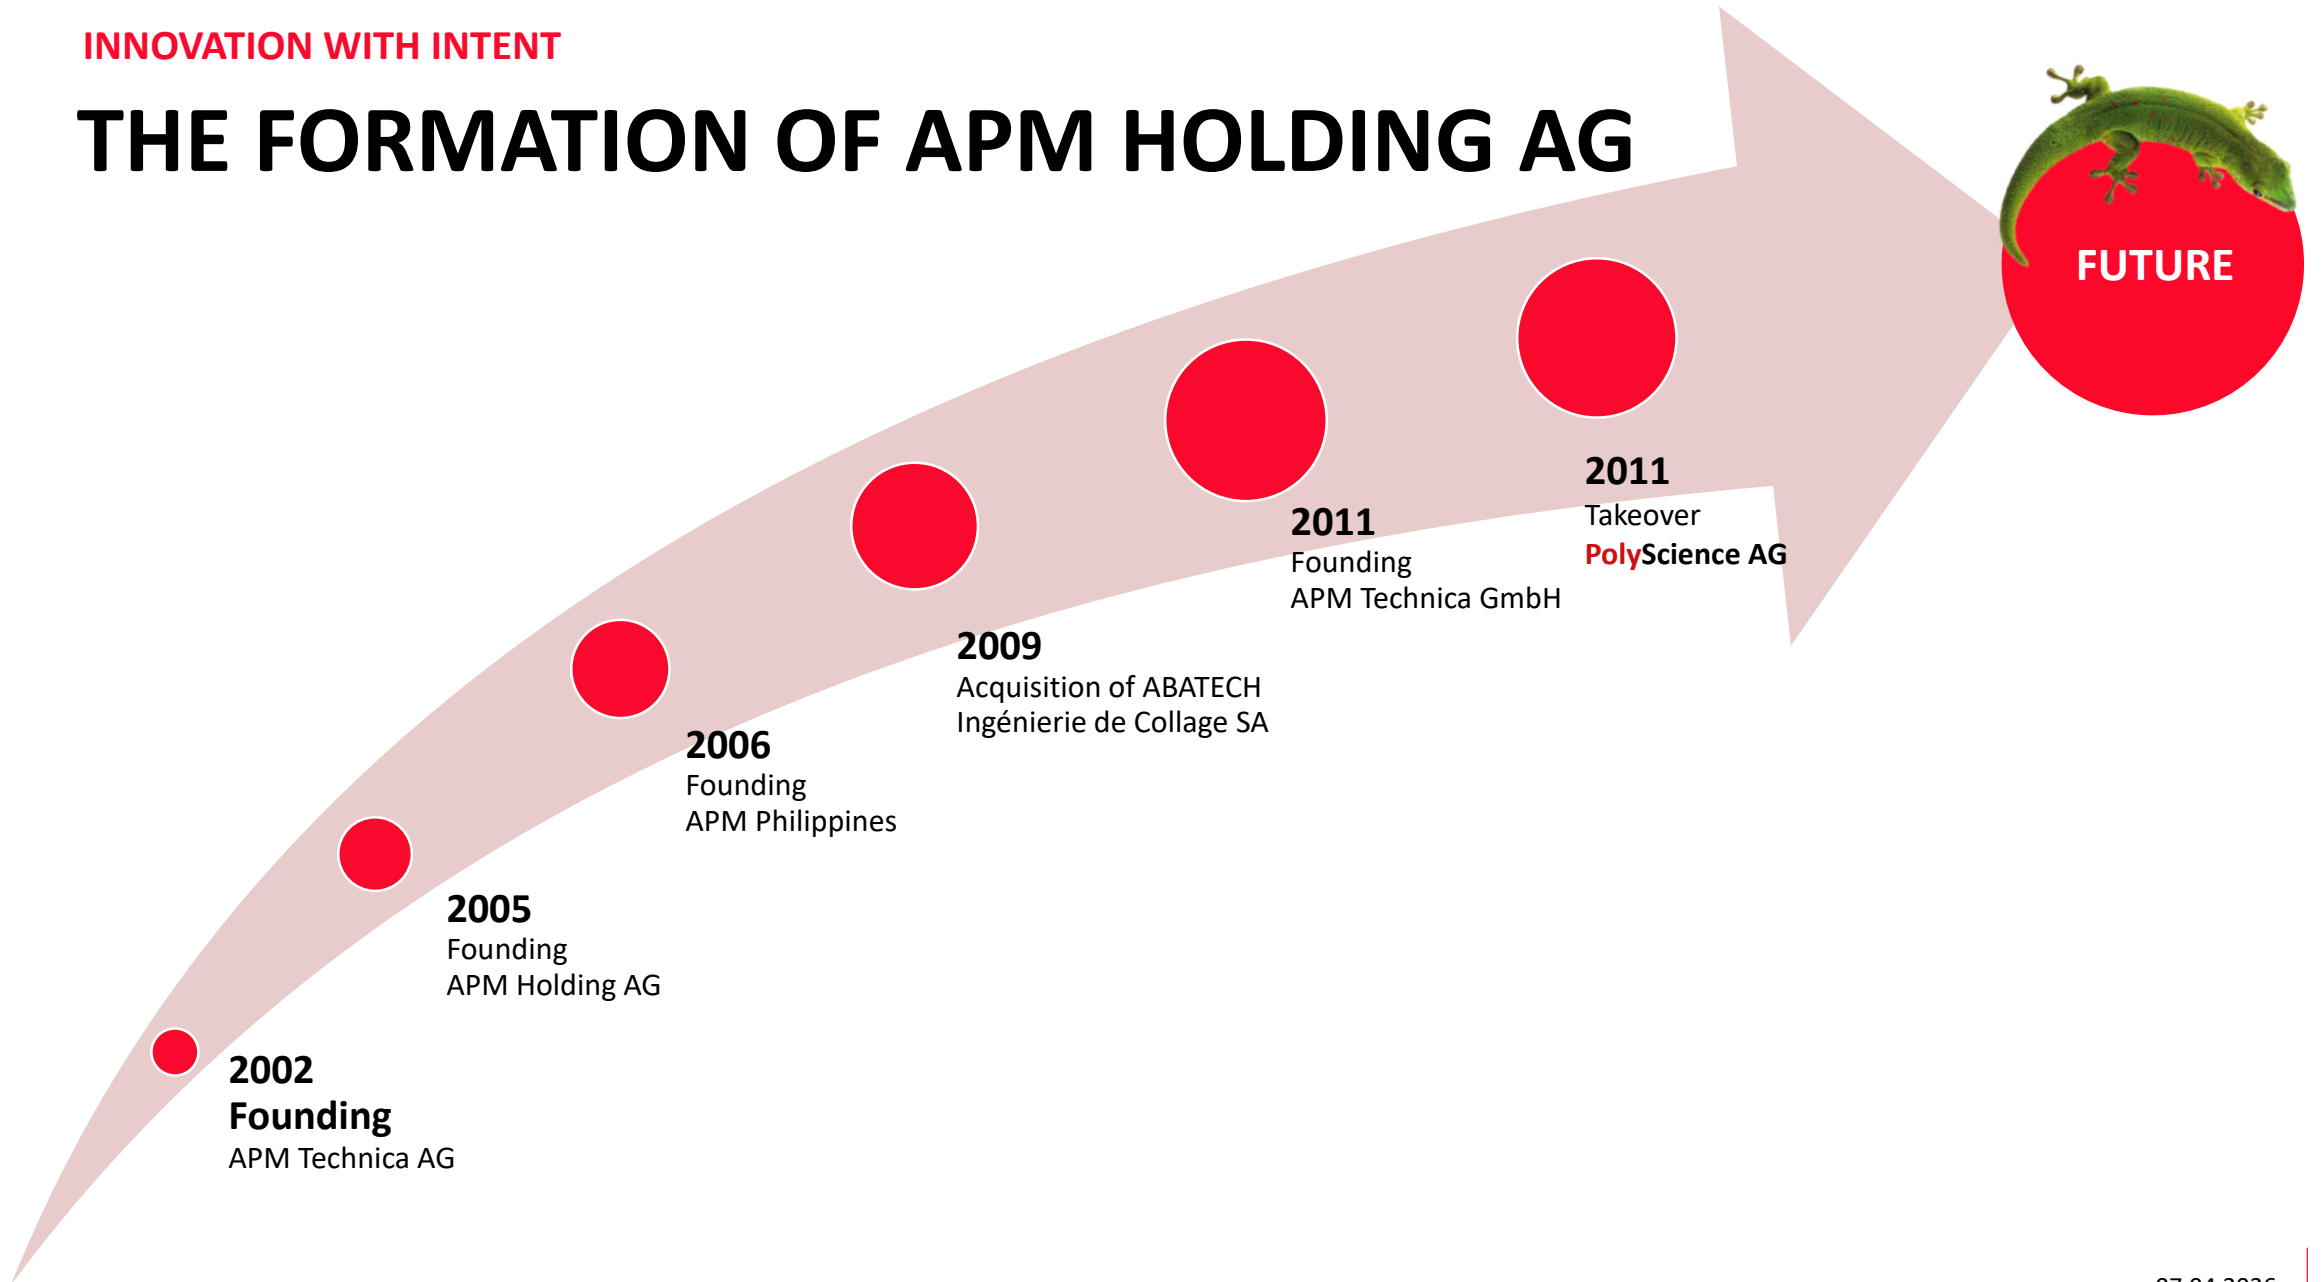 INNOVATION WITH INTENT
THE FORMATION OF APM HOLDING AG
FUTURE
2011
Takeover
PolyScience AG
2011
Founding
APM Technica GmbH
2009
Acquisition of ABATECH
Ingénierie de Collage SA
2006
Founding
APM Philippines
2005
Founding
APM Holding AG
2002
Founding
APM Technica AG